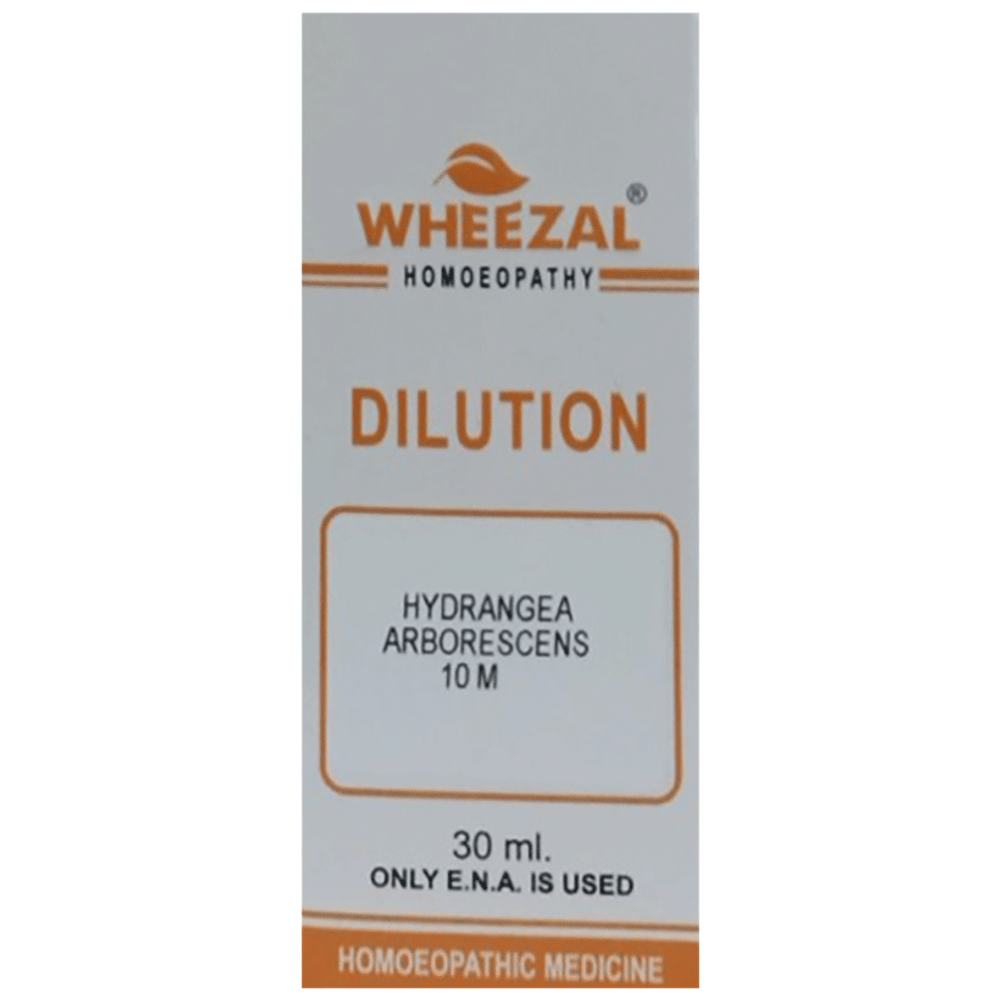 WHEEZAL®
HOMOEOPATHY
DILUTION
HYDRANGEA
ARBORESCENS
10 M
30 ml.
ONLY E.N.A. IS USED
HOMOEOPATHIC MEDICINE